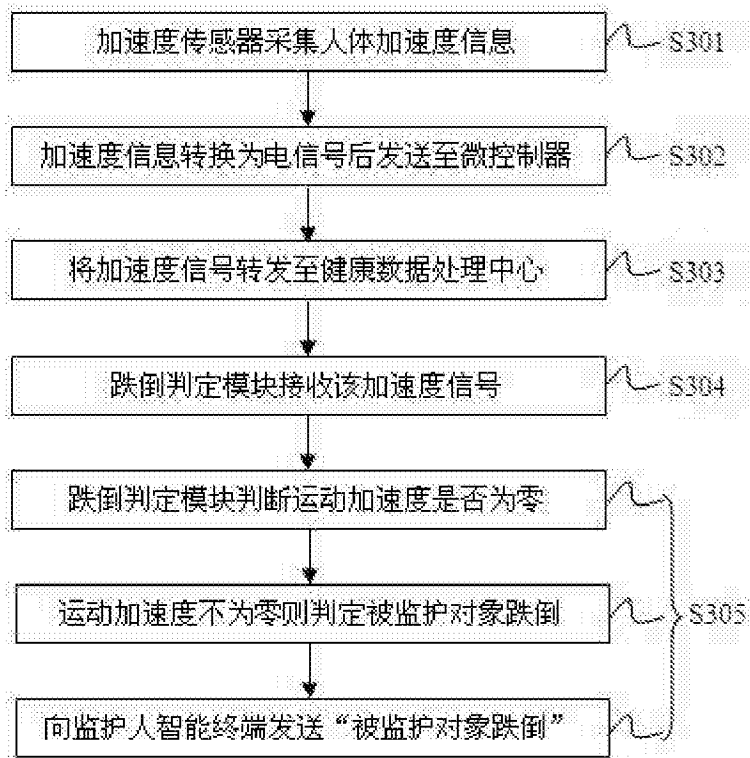 加速度传感器采集人体加速度信息
S301
加速度信息转换为电信号后发送至微控制器
S302
将加速度信号转发至健康数据处理中心
S303
跌倒判定模块接收该加速度信号
S304
跌倒判定模块判断运动加速度是否为零
运动加速度不为零则判定被监护对象跌倒
S305
向监护人智能终端发送“被监护对象跌倒”